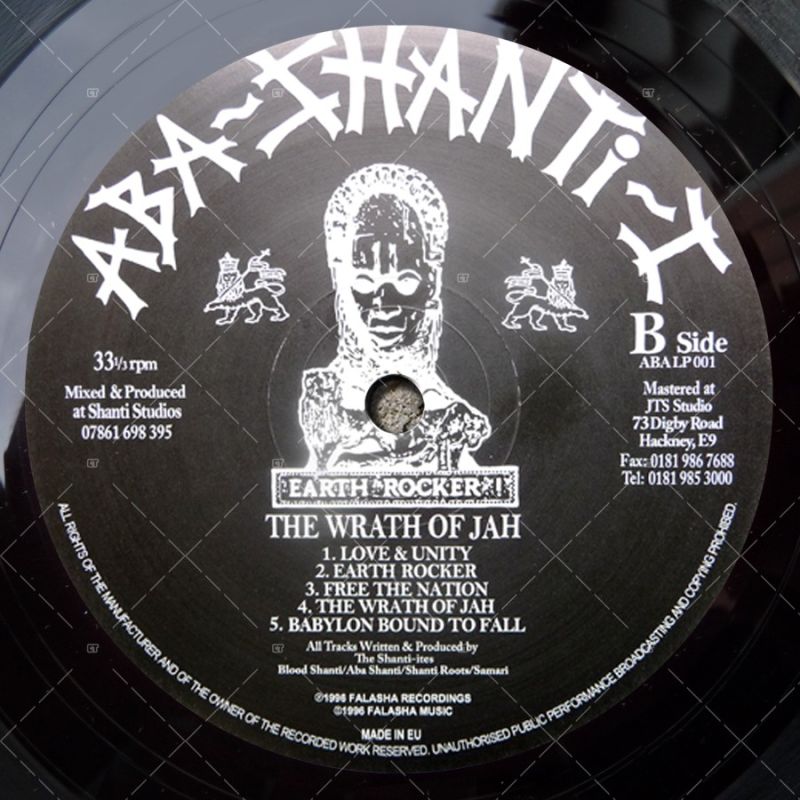 ABA~SHANTi~I
33⅓ rpm
Mixed & Produced
at Shanti Studios
07861 698 395
B Side
ABA LP 001
Mastered at
JTS Studio
73 Digby Road
Hackney, E9
Fax: 0181 986 7688
Tel: 0181 985 3000
EARTH ROCKER I
THE WRATH OF JAH
1. LOVE & UNITY
2. EARTH ROCKER
3. FREE THE NATION
4. THE WRATH OF JAH
5. BABYLON BOUND TO FALL
All Tracks Written & Produced by
The Shanti-ites
Blood Shanti/Aba Shanti/Shanti Roots/Samari
℗1996 FALASHA RECORDINGS
©1996 FALASHA MUSIC
MADE IN EU
ALL RIGHTS OF THE MANUFACTURER AND OF THE OWNER OF THE RECORDED WORK RESERVED. UNAUTHORISED PUBLIC PERFORMANCE BROADCASTING AND COPYING PROHIBITED.